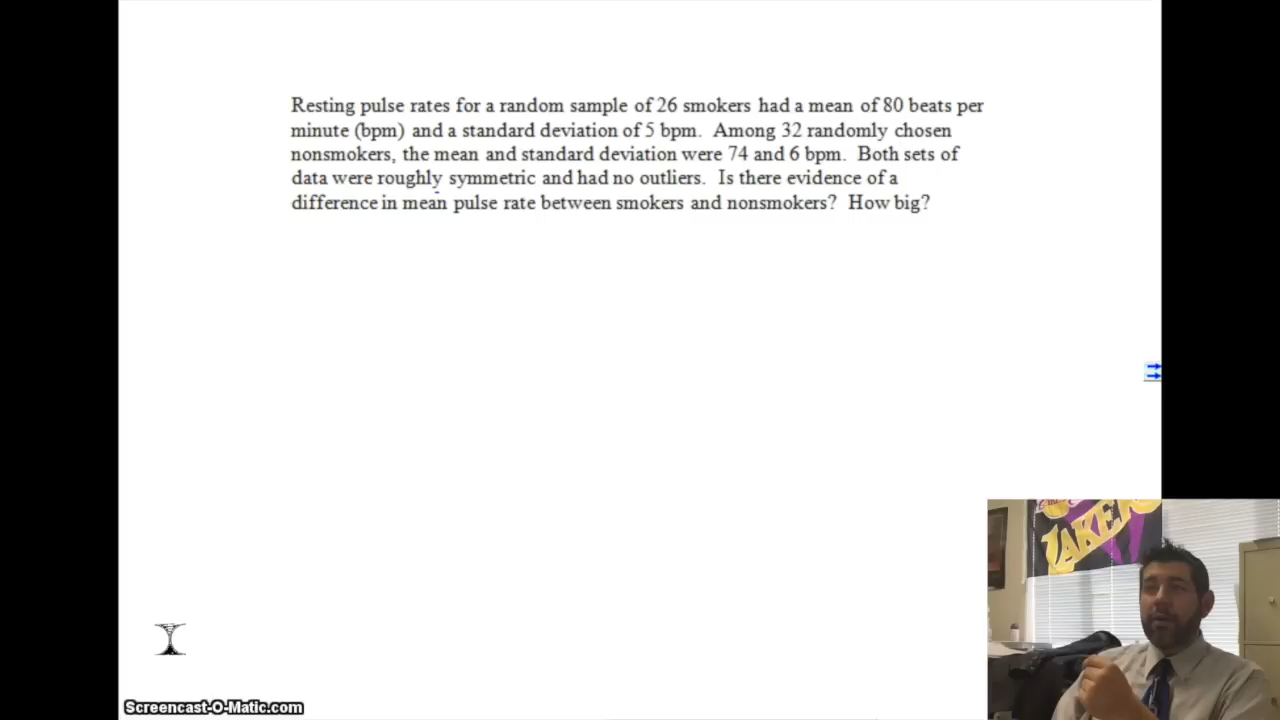 Resting pulse rates for a random sample of 26 smokers had a mean of 80 beats per
minute (bpm) and a standard deviation of 5 bpm.  Among 32 randomly chosen
nonsmokers, the mean and standard deviation were 74 and 6 bpm.  Both sets of
data were roughly symmetric and had no outliers.  Is there evidence of a
difference in mean pulse rate between smokers and nonsmokers?  How big?
LAKERS
Screencast-O-Matic.com